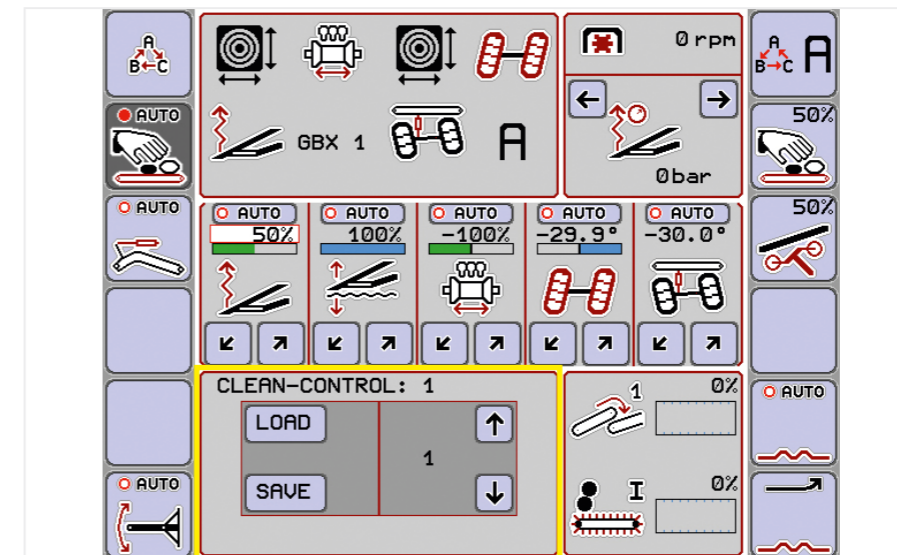 A
B←C
AUTO
AUTO
AUTO
GBX 1
A
0 rpm
0bar
A
B→C
A
50%
50%
AUTO
AUTO
50%
AUTO
100%
AUTO
-100%
AUTO
-29.9°
AUTO
-30.0°
CLEAN-CONTROL: 1
LOAD
1
SAVE
1
0%
I
0%